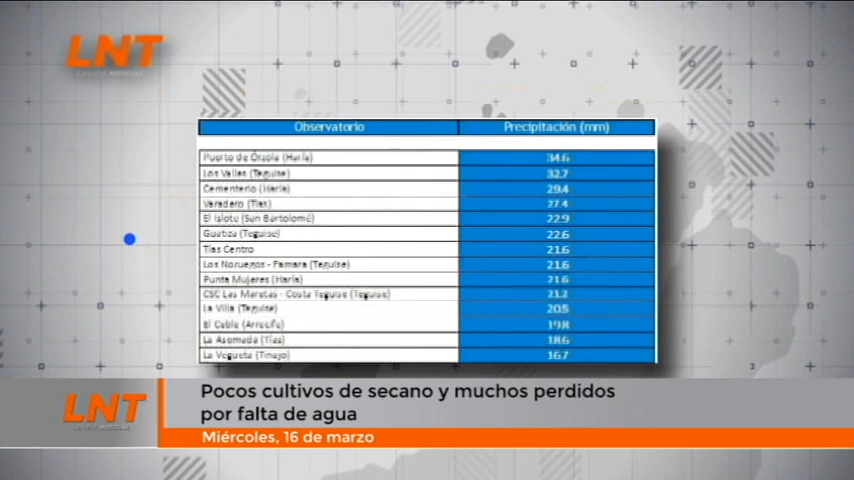 LNT
Observatorio Precipitación (mm)
Puerto de Órzola (Haría) 34.6
Los Valles (Teguise) 32.7
Cementerio (Haría) 29.4
Varadero (Tías) 27.4
El Islote (San Bartolomé) 22.9
Guatiza (Teguise) 22.6
Tías Centro 21.6
Los Noruegos - Famara (Teguise) 21.6
Punta Mujeres (Haría) 21.6
CSC Las Maretas - Costa Teguise (Teguise) 21.2
La Villa (Teguise) 20.5
El Cable (Arrecife) 19.8
La Asomada (Tías) 18.6
La Vegueta (Tinajo) 16.7
LNT
Pocos cultivos de secano y muchos perdidos
por falta de agua
Miércoles, 16 de marzo